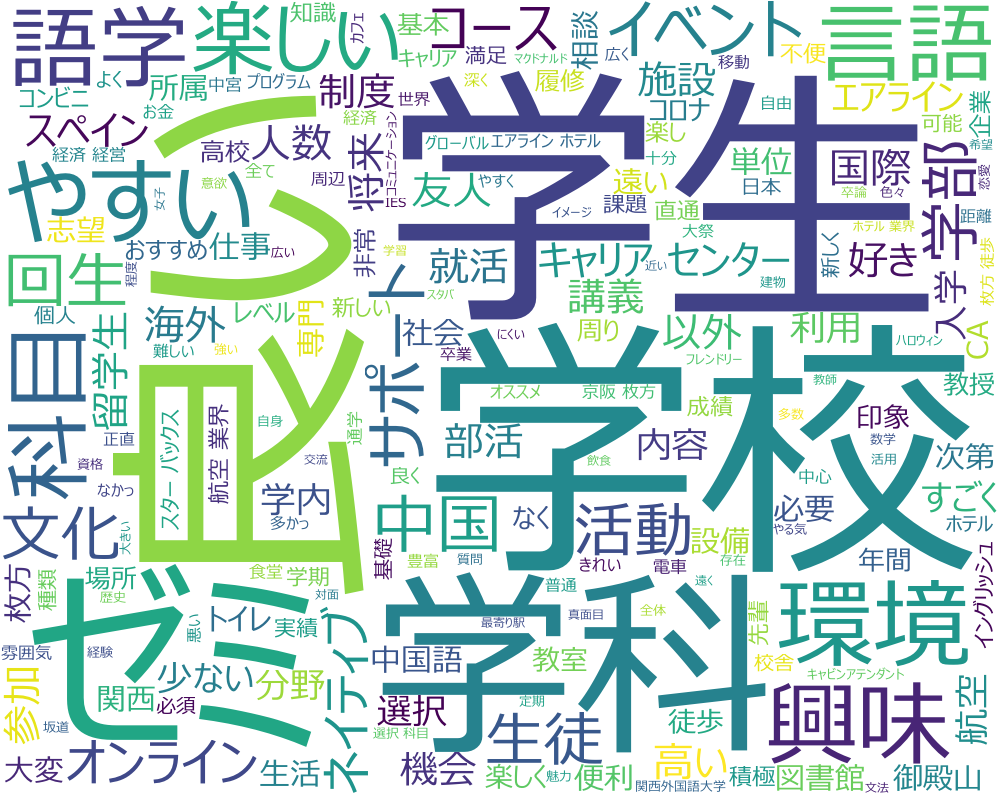 語学
楽しい
知識
カフェ
コース
基本
キャリア
満足
マクドナルド
広く
相談
イベント
移動
不便
言語
よく
コンビニ
所属
お金
中宮
プログラム
制度
世界
深く
履修
施設
コロナ
自由
エアライン
可能
企業
希望
スペイン
経済
経営
高校
人数
経済
将来
コミュニケーション
グローバル
エアライン ホテル
楽し
十分
単位
日本
国際
卒論
色々
学部
恋愛
やすい
女子
意欲
全て
周辺
IES
友人
やすく
イメージ
遠い
課題
直通
大祭
学生
ホテル 業界
距離
志望
おすすめ
仕事
広い
良い
非常
学習
スタバ
就活
近い
キャリア
センター
建物
新しく
好き
入学
枚方 徒歩
回生
程度
個人
留学生
海外
難しい
レベル
強い
専門
新しい
サポート
社会
卒業
にくい
講義
周り
フレンドリー
以外
利用
ハロウィン
CA
教授
科目
正直
資格
なかっ
スター バックス
航空 業界
自身
通学
交流
オススメ
部活
京阪 枚方
飲食
内容
成績
教師
多数
印象
数学
活用
次第
学校
中心
すごく
文化
大きい
学内
多かっ
中国
良く
なく
活動
設備
存在
必要
やる気
ホテル
年間
イングリッシュ
枚方
種類
場所
歴史
食堂
学期
対面
基礎
豊富
質問
きれい
電車
遠く
雰囲気
経験
ゼミ
悪い
トイレ
実績
ネイティブ
中国語
最寄り駅
普通
真面目
全体
先輩
環境
参加
坂道
関西
必須
少ない
分野
選択
選択 科目
学科
教室
定期
校舎
キャビンアテンダント
徒歩
興味
航空
大変
オンライン
生活
機会
生徒
楽しく
魅力
便利
高い
関西外国語大学
積極
図書館
文法
御殿山